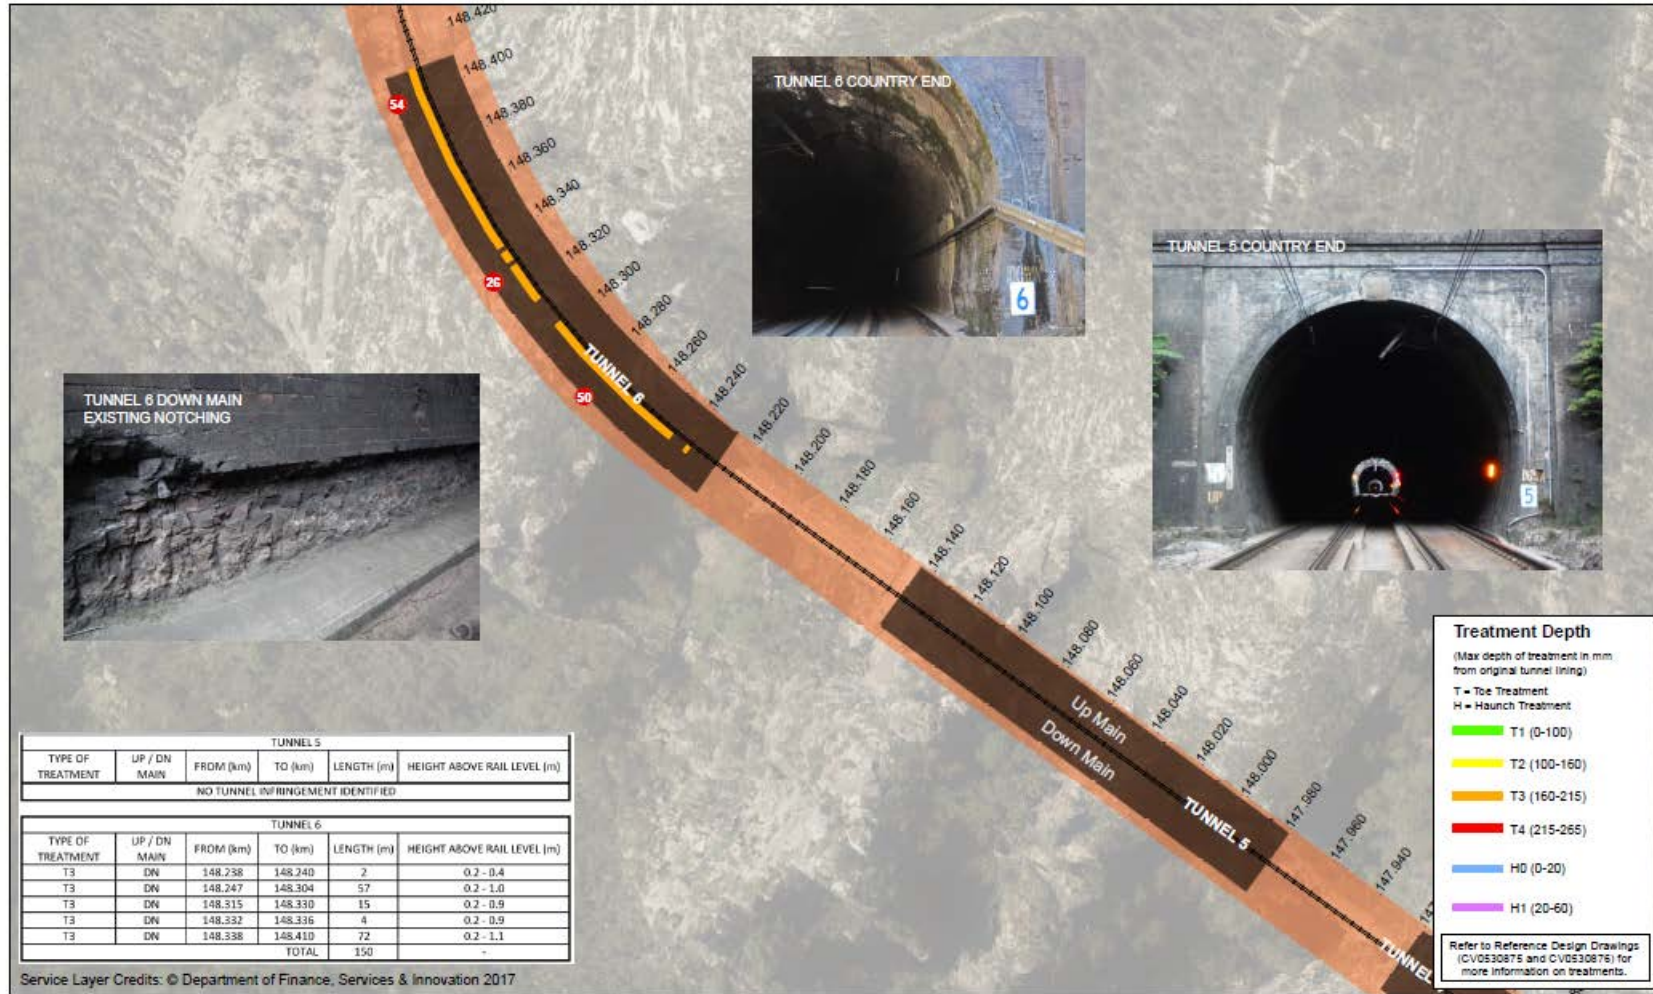 148.420
148.400
148.380
148.360
148.340
148.320
148.300
148.280
148.260
148.240
148.220
148.200
148.180
148.160
148.140
148.120
148.100
148.080
148.060
148.040
148.020
148.000
147.980
147.960
147.940
54
26
50
TUNNEL 6
Up Main
Down Main
TUNNEL 5
TUNNEL
TUNNEL 6 COUNTRY END
6
TUNNEL 5 COUNTRY END
UP
5
TUNNEL 6 DOWN MAIN
EXISTING NOTCHING
TUNNEL 5
TYPE OF TREATMENT UP / DN MAIN FROM (km) TO (km) LENGTH (m) HEIGHT ABOVE RAIL LEVEL (m)
NO TUNNEL INFRINGEMENT IDENTIFIED
TUNNEL 6
TYPE OF TREATMENT UP / DN MAIN FROM (km) TO (km) LENGTH (m) HEIGHT ABOVE RAIL LEVEL (m)
T3 DN 148.238 148.240 2 0.2 - 0.4
T3 DN 148.247 148.304 57 0.2 - 1.0
T3 DN 148.315 148.330 15 0.2 - 0.9
T3 DN 148.332 148.336 4 0.2 - 0.9
T3 DN 148.338 148.410 72 0.2 - 1.1
TOTAL 150 -
Service Layer Credits: © Department of Finance, Services & Innovation 2017
Treatment Depth
(Max depth of treatment in mm
from original tunnel lining)
T = Toe Treatment
H = Haunch Treatment
T1 (0-100)
T2 (100-160)
T3 (160-215)
T4 (215-265)
H0 (0-20)
H1 (20-60)
Refer to Reference Design Drawings
(CV0530875 and CV0530876) for
more information on treatments.